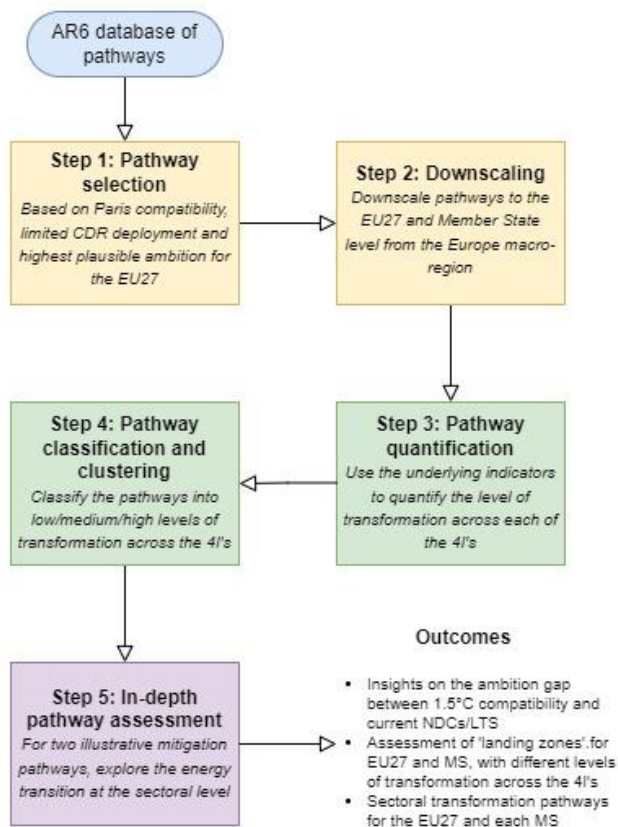 AR6 database of
pathways
Step 1: Pathway
selection
Based on Paris compatibility,
limited CDR deployment and
highest plausible ambition for
the EU27
Step 2: Downscaling
Downscale pathways to the
EU27 and Member State
level from the Europe macro-
region
Step 3: Pathway
quantification
Use the underlying indicators
to quantify the level of
transformation across each of
the 4I's
Step 4: Pathway
classification and
clustering
Classify the pathways into
low/medium/high levels of
transformation across the 4I's
Step 5: In-depth
pathway assessment
For two illustrative mitigation
pathways, explore the energy
transition at the sectoral level
Outcomes
• Insights on the ambition gap
between 1.5°C compatibility and
current NDCs/LTS
• Assessment of 'landing zones'.for
EU27 and MS, with different levels
of transformation across the 4I's
• Sectoral transformation pathways
for the EU27 and each MS